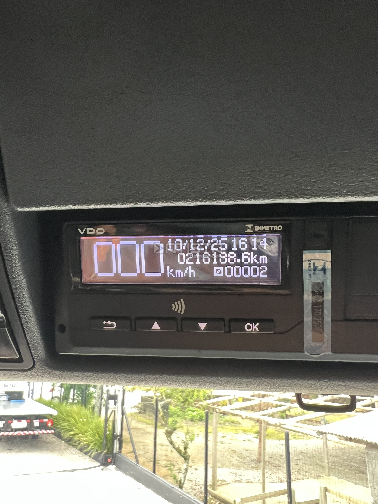 VDO INMETRO
000 10/12/25 16 14
0216188.6km
km/h 00002
OK